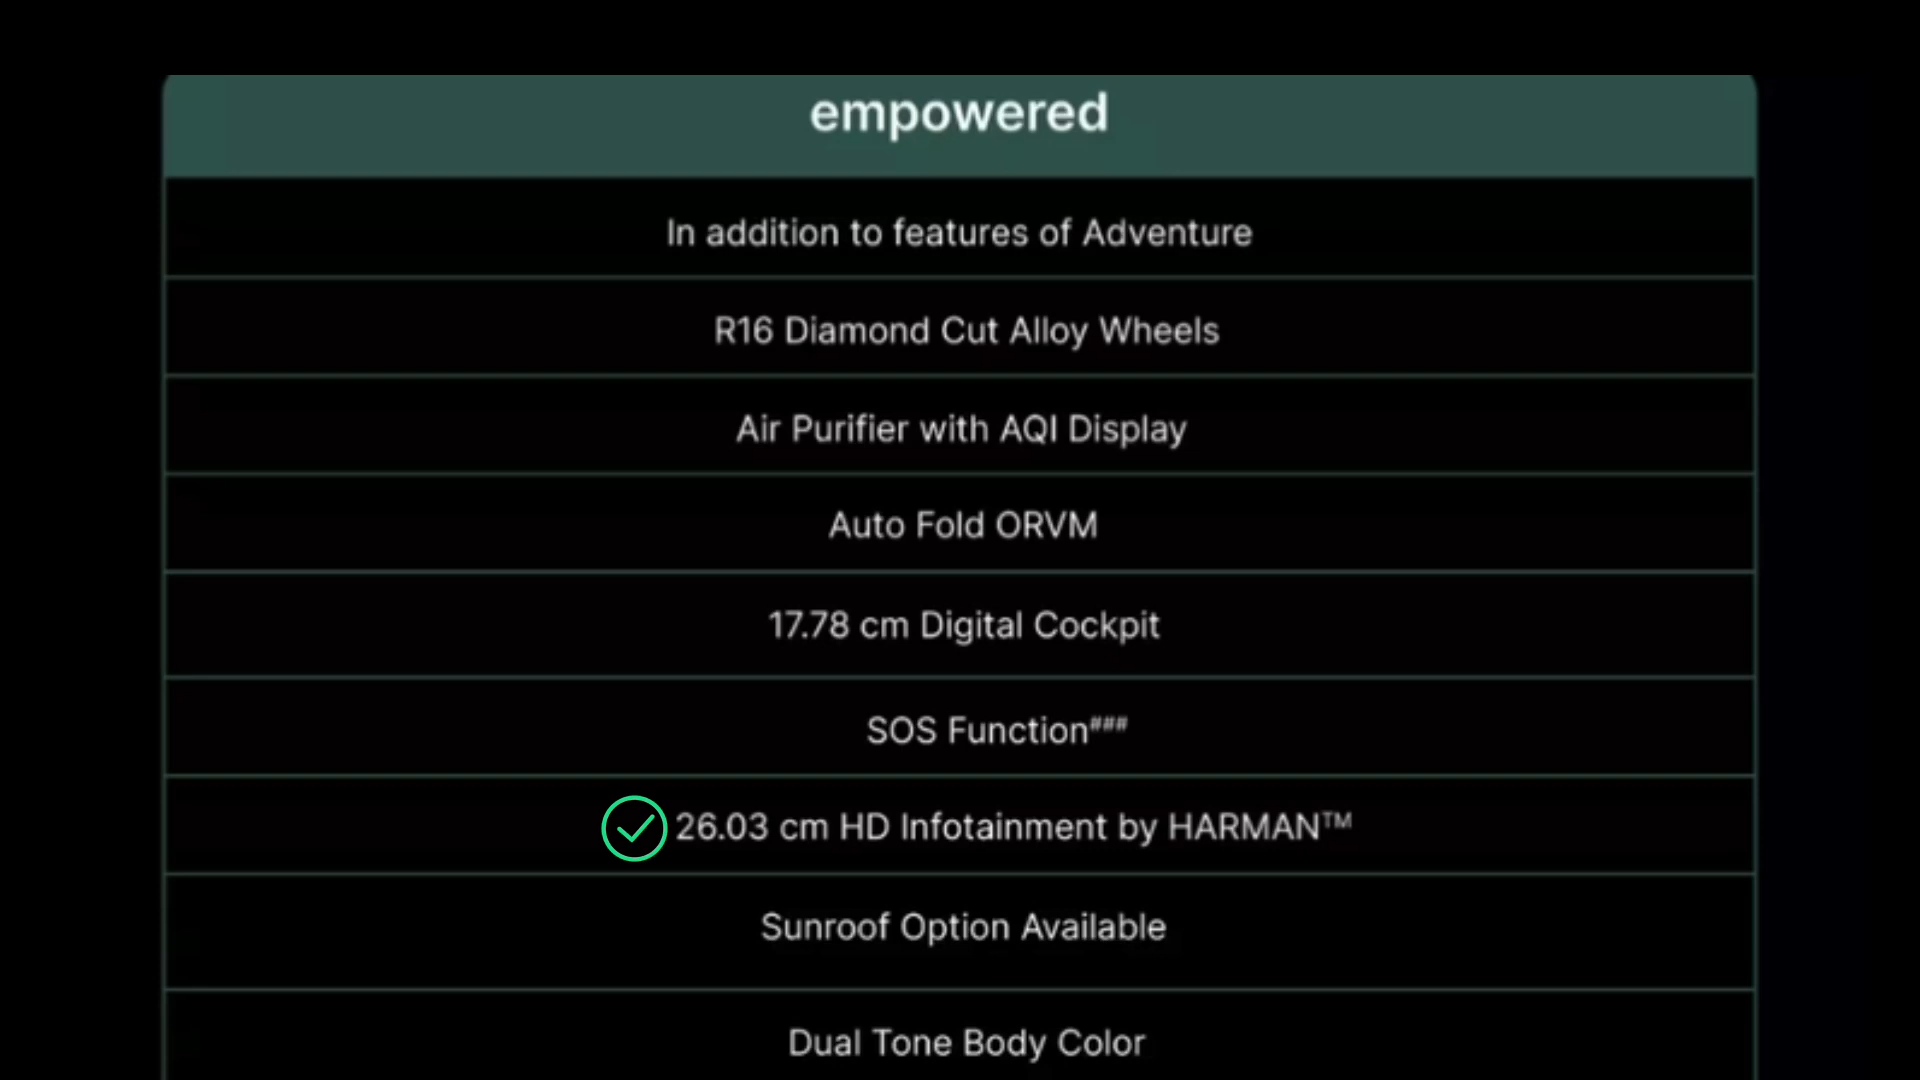 empowered
In addition to features of Adventure
R16 Diamond Cut Alloy Wheels
Air Purifier with AQI Display
Auto Fold ORVM
17.78 cm Digital Cockpit
SOS Function###
26.03 cm HD Infotainment by HARMAN™
Sunroof Option Available
Dual Tone Body Color